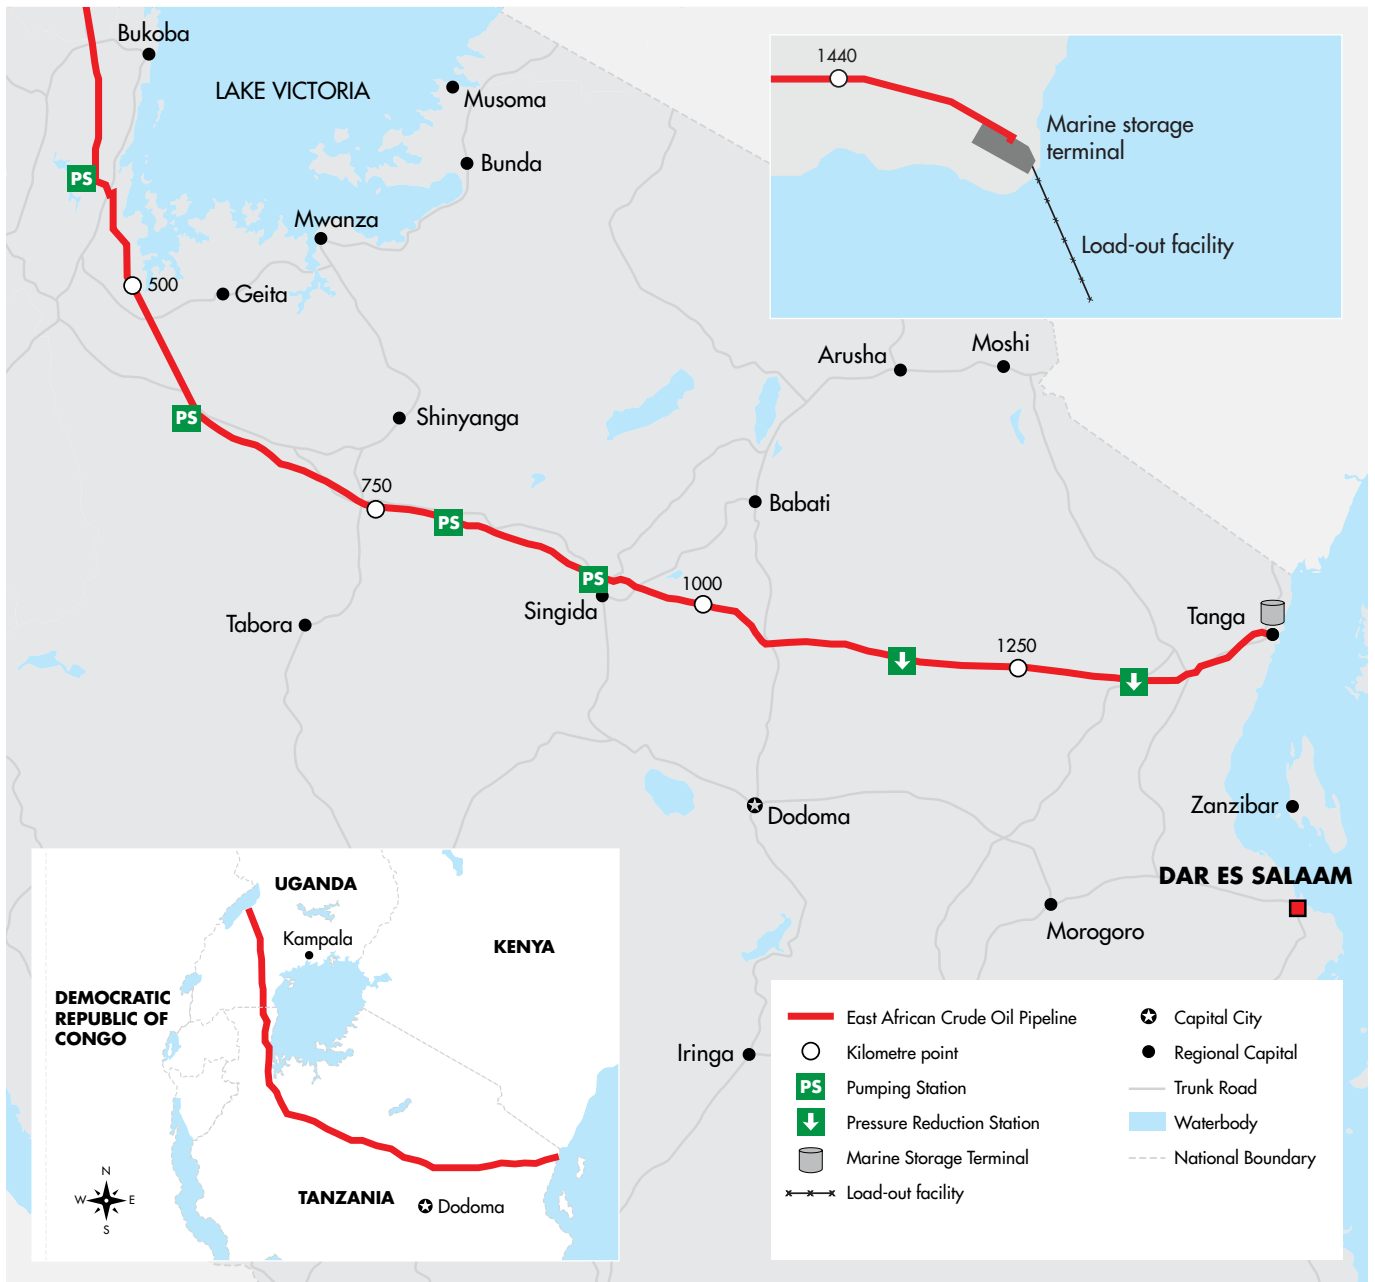 Bukoba
LAKE VICTORIA
Musoma
Bunda
PS
Mwanza
500
Geita
1440
Marine storage
terminal
Load-out facility
Arusha
Moshi
PS
Shinyanga
750
PS
Babati
PS
Singida
1000
Tabora
1250
Tanga
Dodoma
Zanzibar
DAR ES SALAAM
Morogoro
Iringa
UGANDA
Kampala
KENYA
DEMOCRATIC
REPUBLIC OF
CONGO
TANZANIA
Dodoma
N
W
E
S
East African Crude Oil Pipeline
Kilometre point
PS
Pumping Station
Pressure Reduction Station
Marine Storage Terminal
Load-out facility
Capital City
Regional Capital
Trunk Road
Waterbody
National Boundary